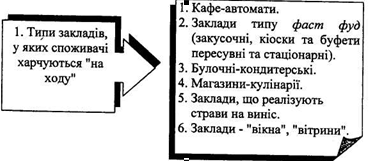 1. Типи закладів,
у яких споживачі
харчуються "на
ходу"
1. Кафе-автомати.
2. Заклади типу фаст фуд
(закусочні, кіоски та буфети
пересувні та стаціонарні).
3. Булочні-кондитерські.
4. Магазини-кулінарії.
5. Заклади, що реалізують
страви на виніс.
6. Заклади - "вікна", "вітрини".